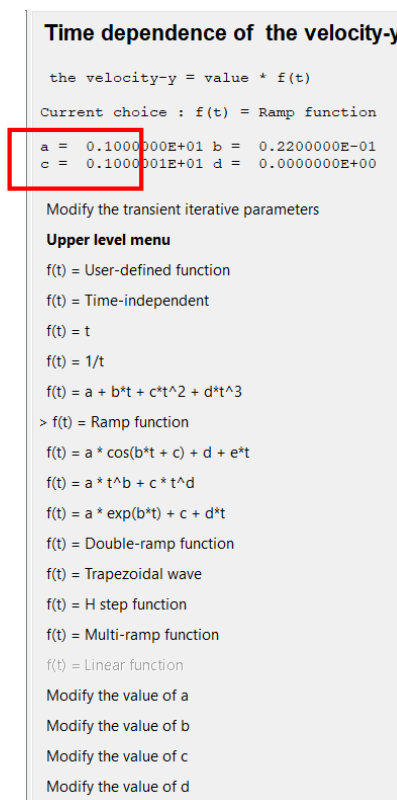 Time dependence of the velocity-y
the velocity-y = value * f(t)
Current choice : f(t) = Ramp function
a = 0.1000000E+01 b = 0.2200000E-01
c = 0.1000001E+01 d = 0.0000000E+00
Modify the transient iterative parameters
Upper level menu
f(t) = User-defined function
f(t) = Time-independent
f(t) = t
f(t) = 1/t
f(t) = a + b*t + c*t^2 + d*t^3
> f(t) = Ramp function
f(t) = a * cos(b*t + c) + d + e*t
f(t) = a * t^b + c * t^d
f(t) = a * exp(b*t) + c + d*t
f(t) = Double-ramp function
f(t) = Trapezoidal wave
f(t) = H step function
f(t) = Multi-ramp function
f(t) = Linear function
Modify the value of a
Modify the value of b
Modify the value of c
Modify the value of d